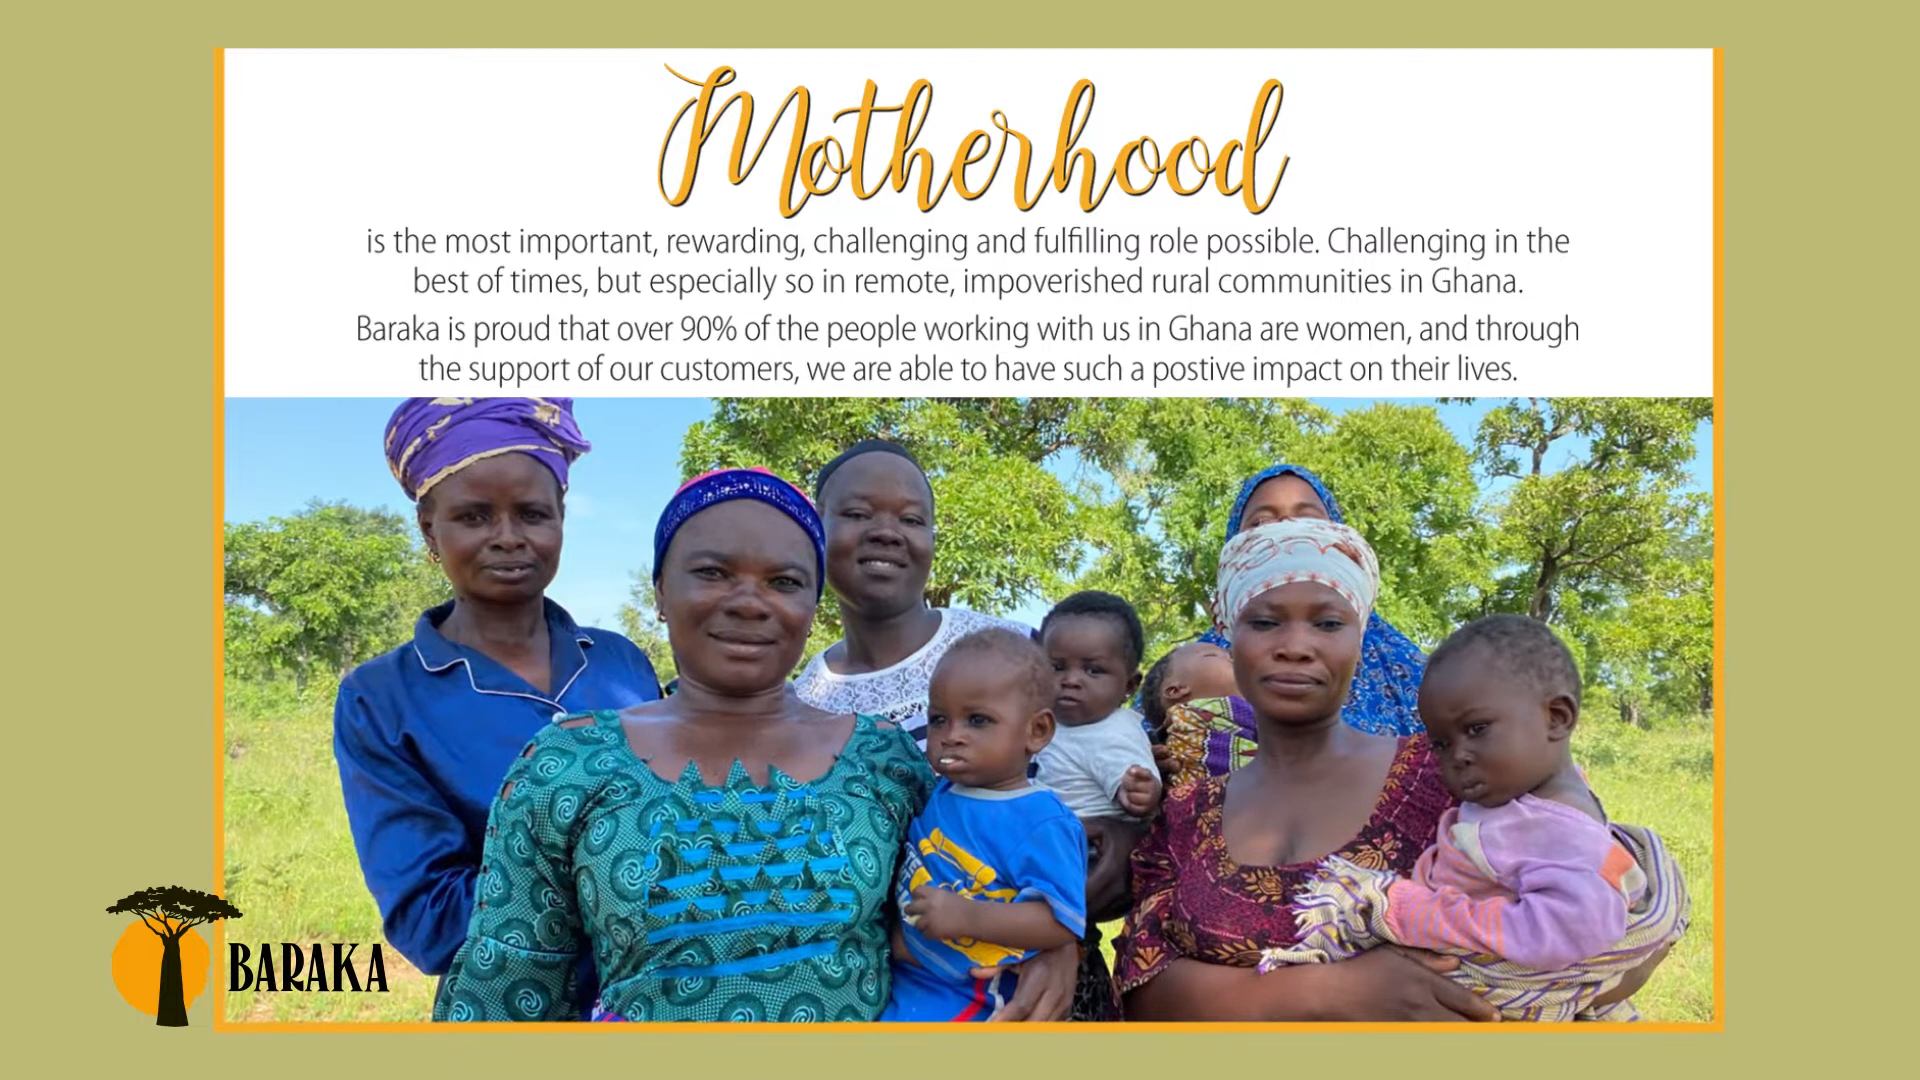 Motherhood
is the most important, rewarding, challenging and fulfilling role possible. Challenging in the
best of times, but especially so in remote, impoverished rural communities in Ghana.
Baraka is proud that over 90% of the people working with us in Ghana are women, and through
the support of our customers, we are able to have such a postive impact on their lives.
BARAKA